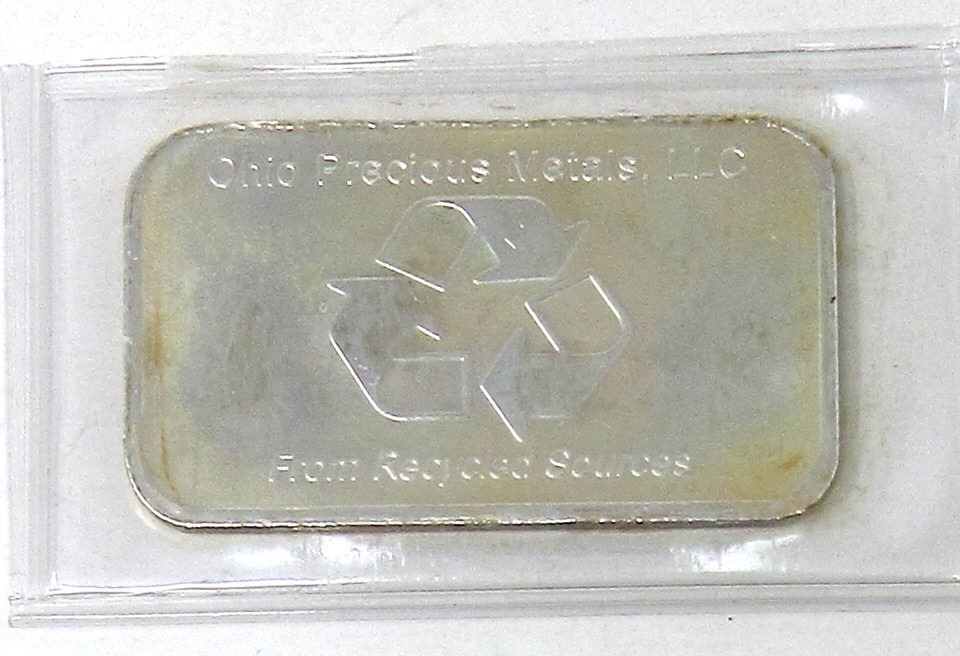 Ohio Precious Metals, LLC
From Recycled Sources